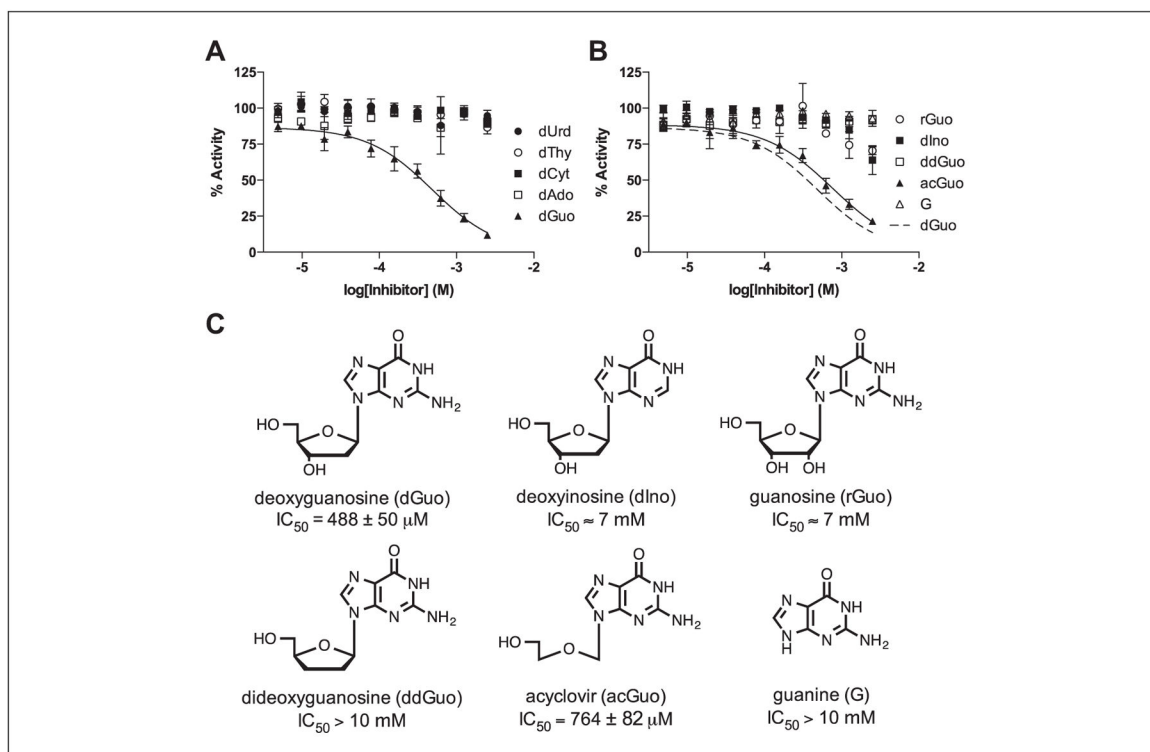 A
125
100
75
50
25
0
% Activity
-5
-4
-3
-2
log[Inhibitor] (M)
dUrd
dThy
dCyt
dAdo
dGuo
B
125
100
75
50
25
0
% Activity
-5
-4
-3
-2
log[Inhibitor] (M)
rGuo
dIno
ddGuo
acGuo
G
dGuo
C
O
N
NH
N
N
NH2
HO
O
OH
deoxyguanosine (dGuo)
IC50 = 488 ± 50 µM
O
N
NH
N
N
HO
O
OH
deoxyinosine (dIno)
IC50 ≈ 7 mM
O
N
NH
N
N
NH2
HO
O
OH OH
guanosine (rGuo)
IC50 ≈ 7 mM
O
N
NH
N
N
NH2
HO
O
dideoxyguanosine (ddGuo)
IC50 > 10 mM
O
N
NH
N
N
NH2
HO
O
acyclovir (acGuo)
IC50 = 764 ± 82 µM
O
N
NH
N
H
N
NH2
guanine (G)
IC50 > 10 mM